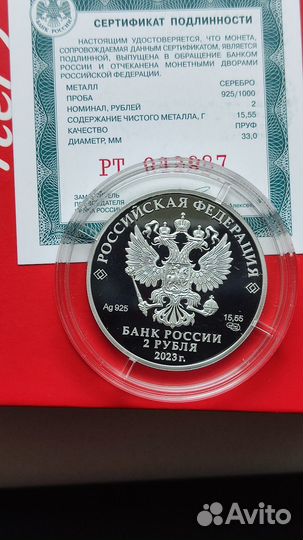 БАНК РОССИИ
СЕРТИФИКАТ ПОДЛИННОСТИ
НАСТОЯЩИМ УДОСТОВЕРЯЕТСЯ, ЧТО МОНЕТА,
СОПРОВОЖДАЕМАЯ ДАННЫМ СЕРТИФИКАТОМ, ЯВЛЯЕТСЯ
ПОДЛИННОЙ, ВЫПУЩЕНА В ОБРАЩЕНИЕ БАНКОМ
РОССИИ И ОТЧЕКАНЕНА МОНЕТНЫМИ ДВОРАМИ
РОССИЙСКОЙ ФЕДЕРАЦИИ.
МЕТАЛЛ СЕРЕБРО
ПРОБА 925/1000
НОМИНАЛ, РУБЛЕЙ 2
СОДЕРЖАНИЕ ЧИСТОГО МЕТАЛЛА, Г 15,55
КАЧЕСТВО ПРУФ
ДИАМЕТР, ММ 33,0
РТ
РОССИЙСКАЯ ФЕДЕРАЦИЯ
Ag 925
15,55
БАНК РОССИИ
2 РУБЛЯ
2023 г.
Avito